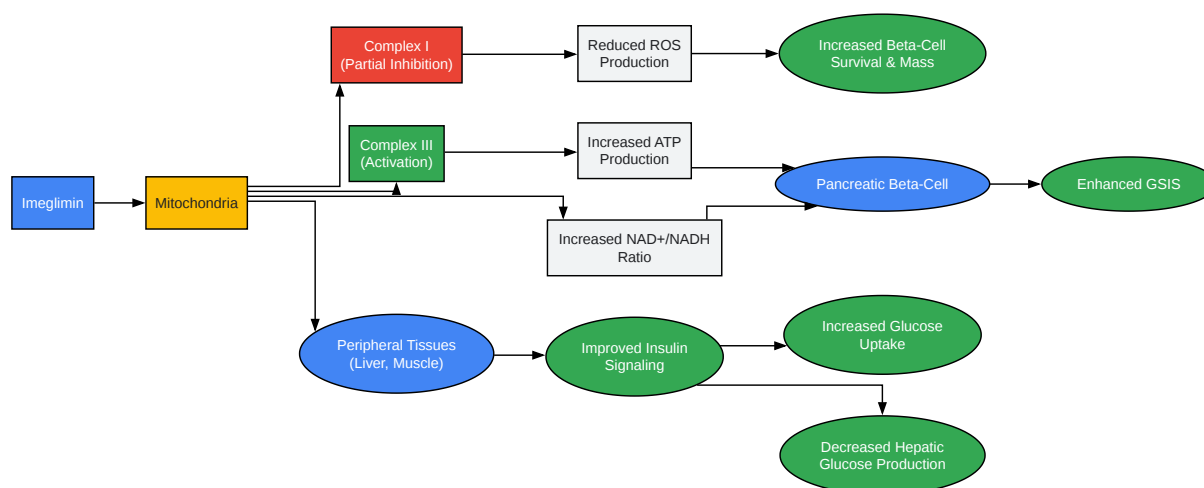 Complex I
(Partial Inhibition)
Reduced ROS
Production
Increased Beta-Cell
Survival & Mass
Complex III
(Activation)
Increased ATP
Production
Imeglimin
Mitochondria
Pancreatic Beta-Cell
Enhanced GSIS
Increased NAD+/NADH
Ratio
Peripheral Tissues
(Liver, Muscle)
Improved Insulin
Signaling
Increased Glucose
Uptake
Decreased Hepatic
Glucose Production